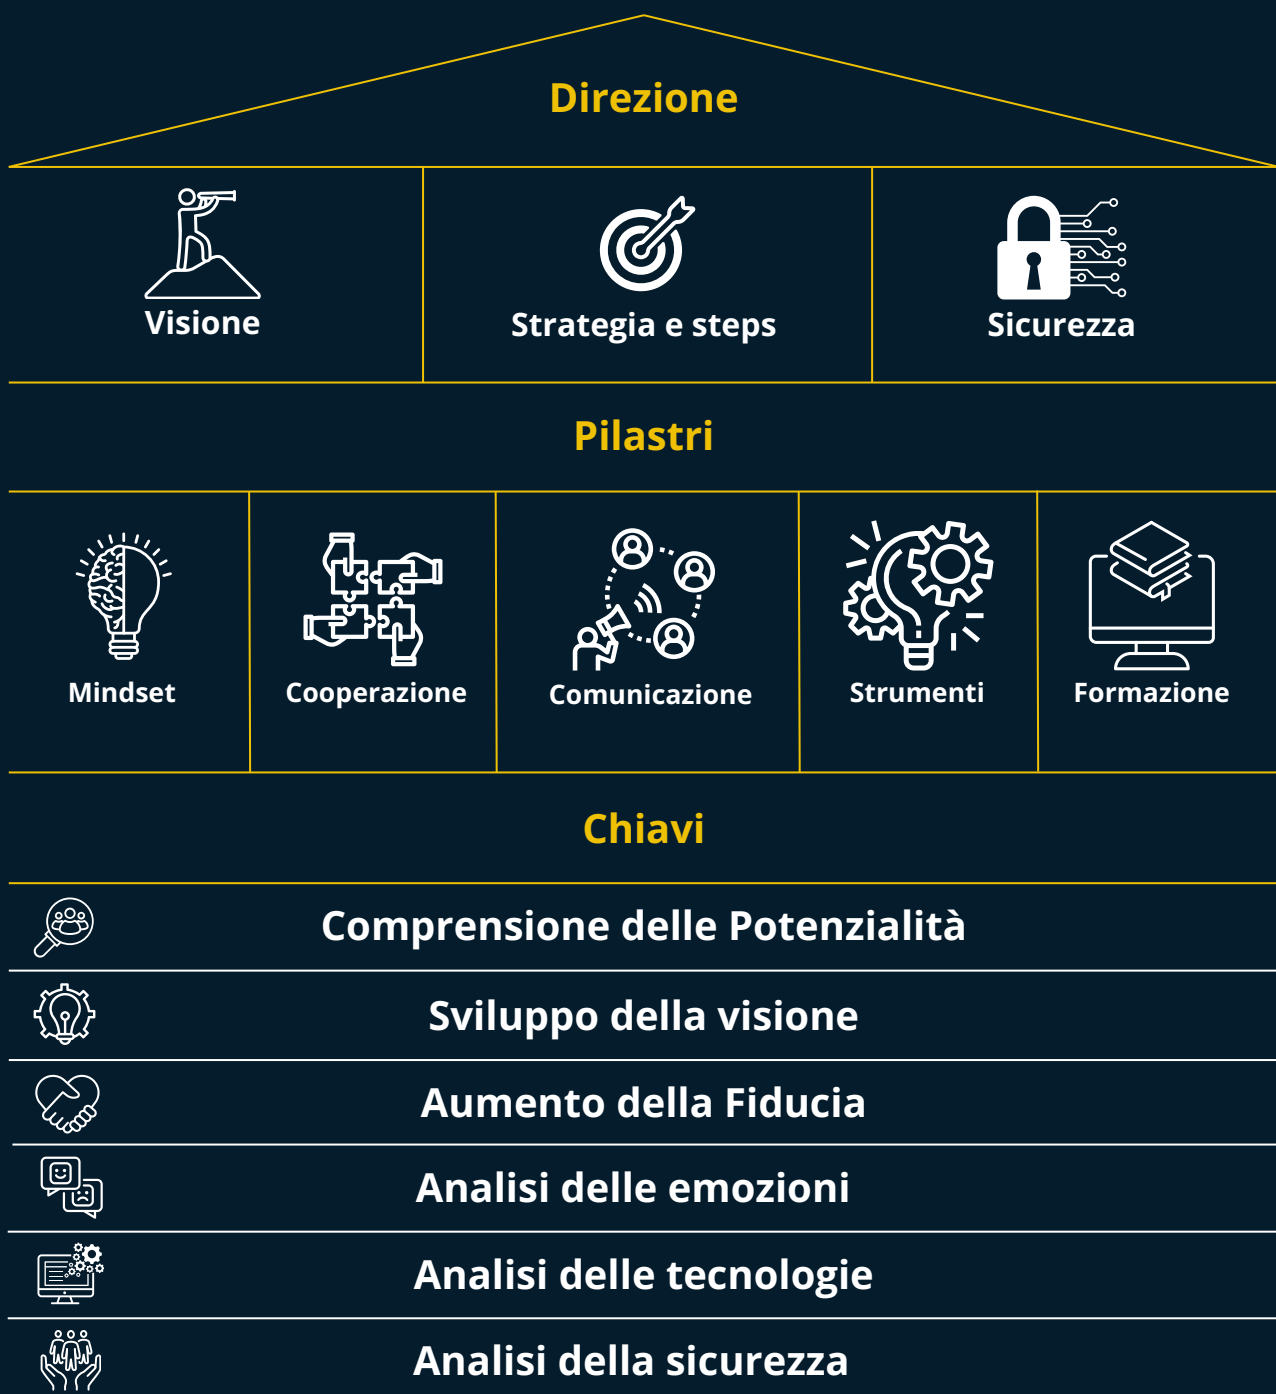 Direzione
Visione
Strategia e steps
Sicurezza
Pilastri
Mindset
Cooperazione
Comunicazione
Strumenti
Formazione
Chiavi
Comprensione delle Potenzialità
Sviluppo della visione
Aumento della Fiducia
Analisi delle emozioni
Analisi delle tecnologie
Analisi della sicurezza